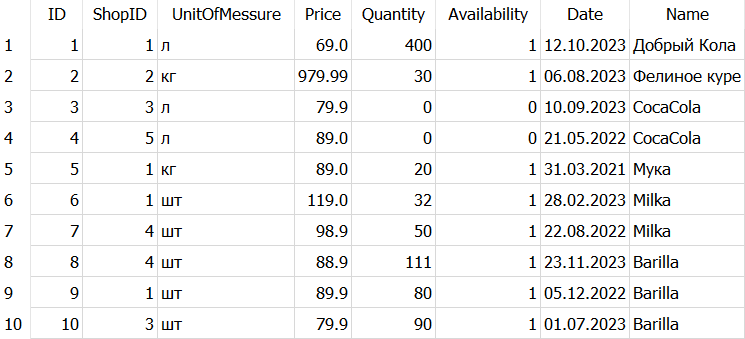 ID ShopID UnitOfMessure Price Quantity Availability Date Name
1 1 1 л 69.0 400 1 12.10.2023 Добрый Кола
2 2 2 кг 979.99 30 1 06.08.2023 Фелиное куре
3 3 3 л 79.9 0 0 10.09.2023 CocaCola
4 4 5 л 89.0 0 0 21.05.2022 CocaCola
5 5 1 кг 89.0 20 1 31.03.2021 Мука
6 6 1 шт 119.0 32 1 28.02.2023 Milka
7 7 4 шт 98.9 50 1 22.08.2022 Milka
8 8 4 шт 88.9 111 1 23.11.2023 Barilla
9 9 1 шт 89.9 80 1 05.12.2022 Barilla
10 10 3 шт 79.9 90 1 01.07.2023 Barilla